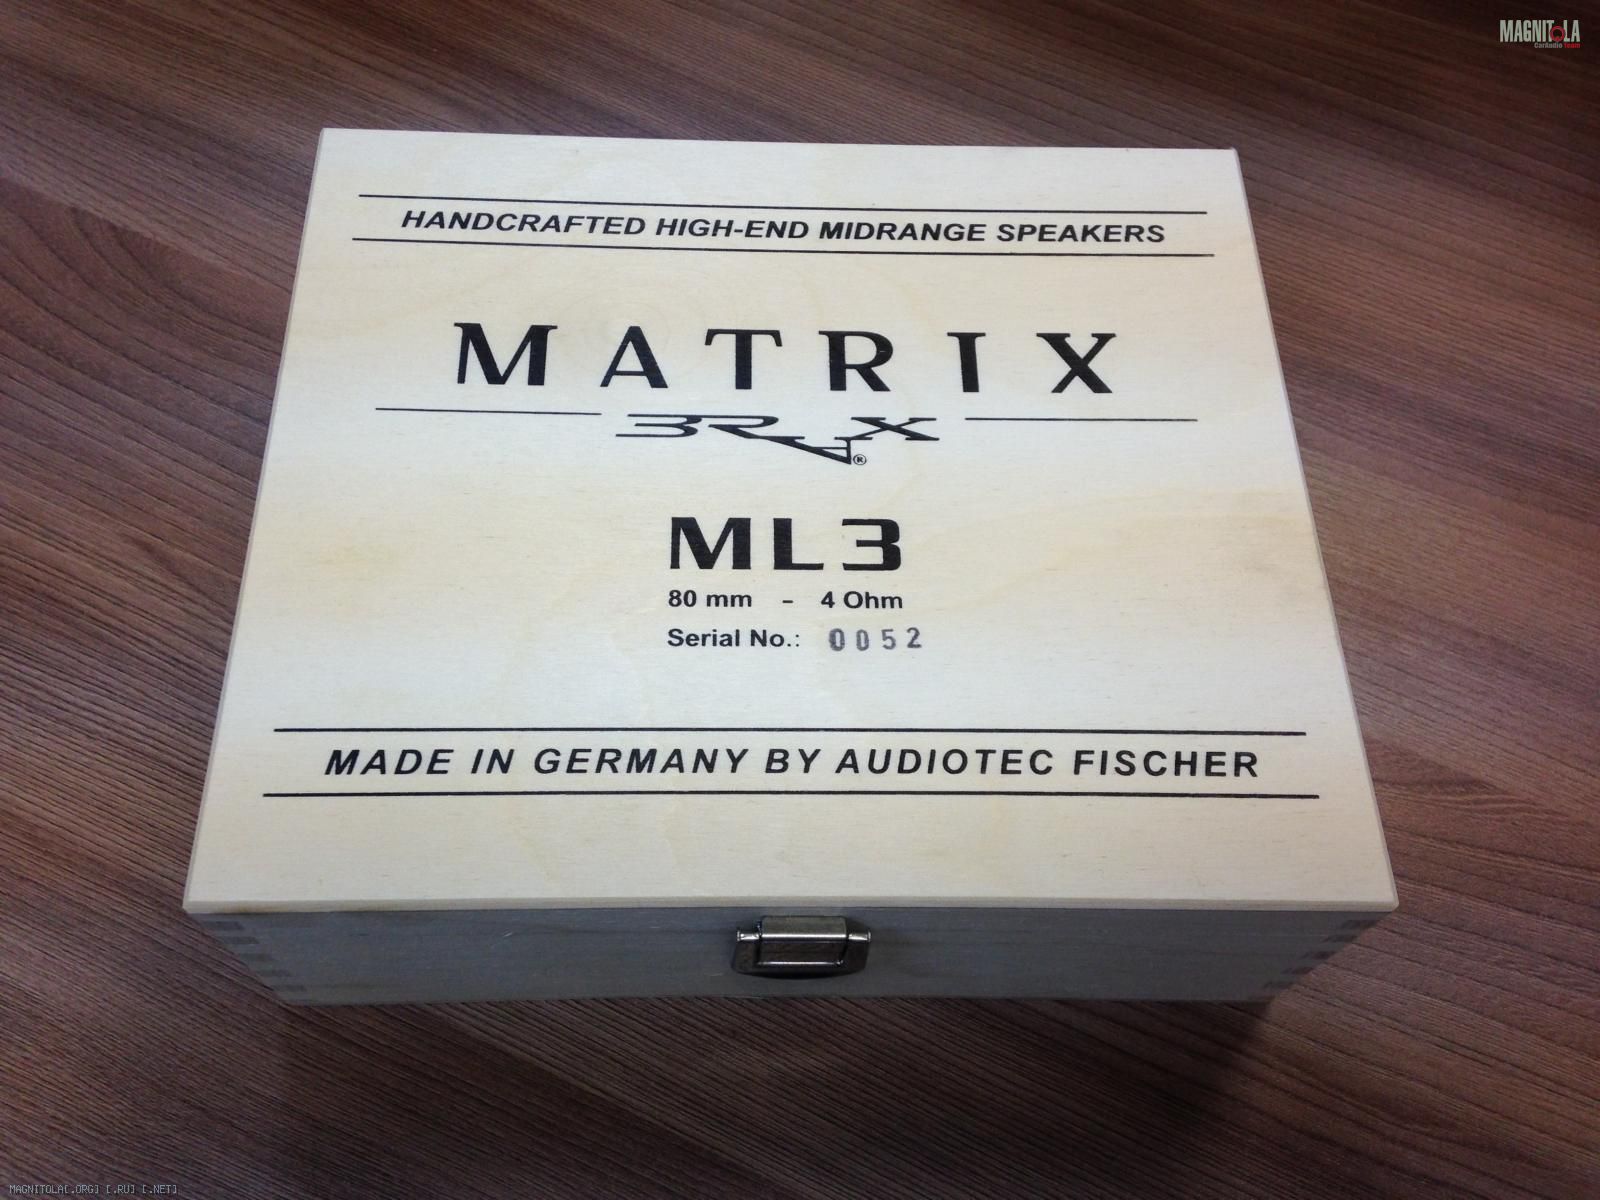 MAGNITOLA
CarAudio Team
HANDCRAFTED HIGH-END MIDRANGE SPEAKERS
MATRIX
BRAX®
ML3
80 mm - 4 Ohm
Serial No.: 0052
MADE IN GERMANY BY AUDIOTEC FISCHER
MAGNITOLA[.ORG] [.RU] [.NET]